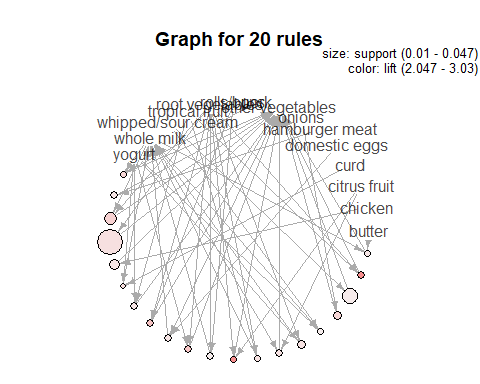 Graph for 20 rules
size: support (0.01 - 0.047)
color: lift (2.047 - 3.03)
root vegetables
other vegetables
tropical fruit
onions
whipped/sour cream
hamburger meat
whole milk
domestic eggs
yogurt
curd
citrus fruit
chicken
butter